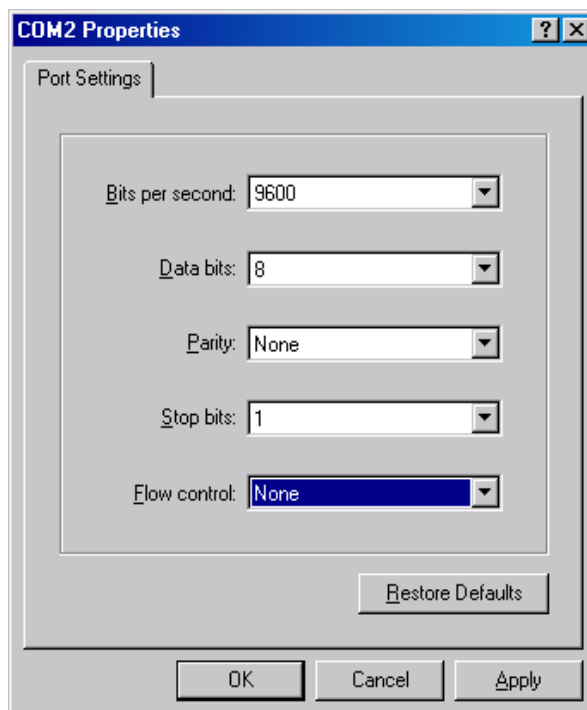 COM2 Properties
Port Settings
Bits per second: 9600
Data bits: 8
Parity: None
Stop bits: 1
Flow control: None
Restore Defaults
OK Cancel Apply